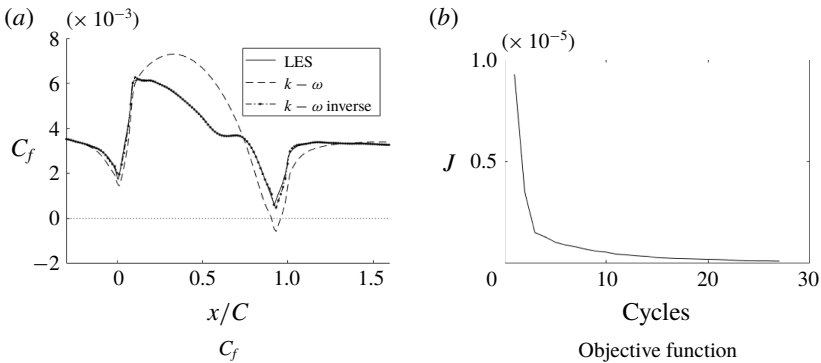 (a)
(× 10⁻³)
8
6
4
2
0
−2
C_f
LES
k − ω
k − ω inverse
0
0.5
1.0
1.5
x/C
C_f
(b)
(× 10⁻⁵)
1.0
0.5
J
0
10
20
30
Cycles
Objective function